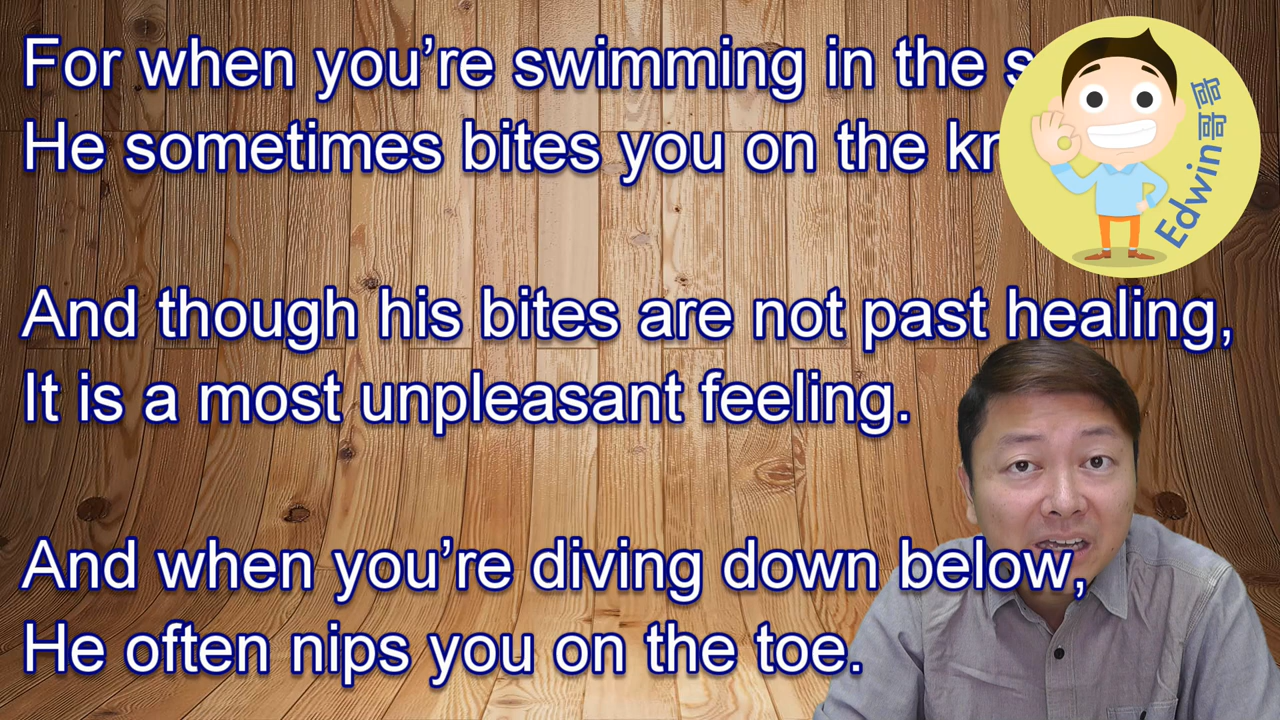 For when you’re swimming in the
He sometimes bites you on the
And though his bites are not past healing,
It is a most unpleasant feeling.
And when you’re diving down below,
He often nips you on the toe.
Edwin哥哥